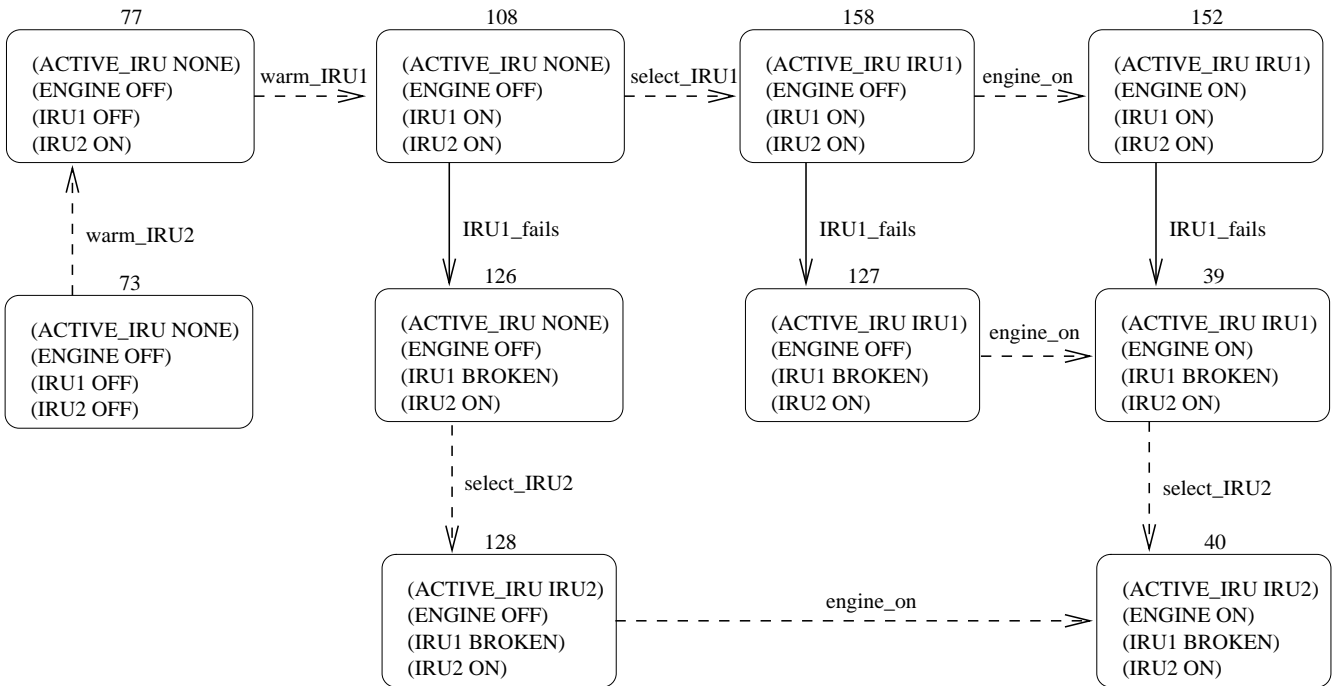 77
(ACTIVE_IRU NONE)
(ENGINE OFF)
(IRU1 OFF)
(IRU2 ON)
warm_IRU1
108
(ACTIVE_IRU NONE)
(ENGINE OFF)
(IRU1 ON)
(IRU2 ON)
select_IRU1
158
(ACTIVE_IRU IRU1)
(ENGINE OFF)
(IRU1 ON)
(IRU2 ON)
engine_on
152
(ACTIVE_IRU IRU1)
(ENGINE ON)
(IRU1 ON)
(IRU2 ON)
warm_IRU2
IRU1_fails
IRU1_fails
IRU1_fails
73
(ACTIVE_IRU NONE)
(ENGINE OFF)
(IRU1 OFF)
(IRU2 OFF)
126
(ACTIVE_IRU NONE)
(ENGINE OFF)
(IRU1 BROKEN)
(IRU2 ON)
127
(ACTIVE_IRU IRU1)
(ENGINE OFF)
(IRU1 BROKEN)
(IRU2 ON)
engine_on
39
(ACTIVE_IRU IRU1)
(ENGINE ON)
(IRU1 BROKEN)
(IRU2 ON)
select_IRU2
select_IRU2
128
(ACTIVE_IRU IRU2)
(ENGINE OFF)
(IRU1 BROKEN)
(IRU2 ON)
engine_on
40
(ACTIVE_IRU IRU2)
(ENGINE ON)
(IRU1 BROKEN)
(IRU2 ON)